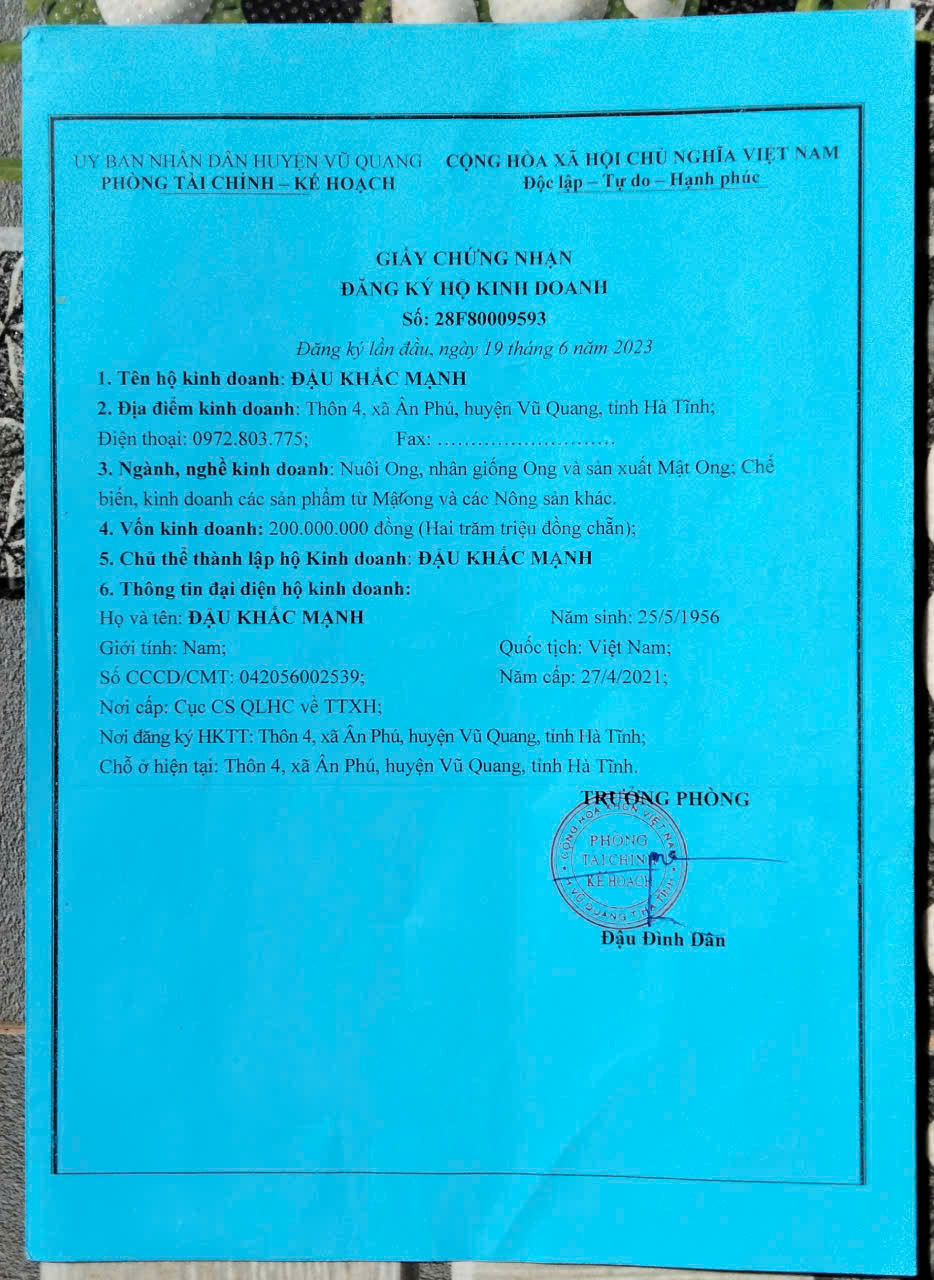 ỦY BAN NHÂN DÂN HUYỆN VŨ QUANG
PHÒNG TÀI CHÍNH – KẾ HOẠCH
CỘNG HÒA XÃ HỘI CHỦ NGHĨA VIỆT NAM
Độc lập – Tự do – Hạnh phúc
GIẤY CHỨNG NHẬN
ĐĂNG KÝ HỘ KINH DOANH
Số: 28F80009593
Đăng ký lần đầu, ngày 19 tháng 6 năm 2023
1. Tên hộ kinh doanh: ĐẬU KHẮC MẠNH
2. Địa điểm kinh doanh: Thôn 4, xã Ân Phú, huyện Vũ Quang, tỉnh Hà Tĩnh;
Điện thoại: 0972.803.775; Fax: ...........................
3. Ngành, nghề kinh doanh: Nuôi Ong, nhân giống Ong và sản xuất Mật Ong; Chế
biến, kinh doanh các sản phẩm từ Mật ong và các Nông sản khác.
4. Vốn kinh doanh: 200.000.000 đồng (Hai trăm triệu đồng chẵn);
5. Chủ thể thành lập hộ Kinh doanh: ĐẬU KHẮC MẠNH
6. Thông tin đại diện hộ kinh doanh:
Họ và tên: ĐẬU KHẮC MẠNH Năm sinh: 25/5/1956
Giới tính: Nam; Quốc tịch: Việt Nam;
Số CCCD/CMT: 042056002539; Năm cấp: 27/4/2021;
Nơi cấp: Cục CS QLHC về TTXH;
Nơi đăng ký HKTT: Thôn 4, xã Ân Phú, huyện Vũ Quang, tỉnh Hà Tĩnh;
Chỗ ở hiện tại: Thôn 4, xã Ân Phú, huyện Vũ Quang, tỉnh Hà Tĩnh.
TRƯỞNG PHÒNG
PHÒNG
TÀI CHÍNH
KẾ HOẠCH
H VŨ QUANG T HÀ TĨNH
Đậu Đình Dân